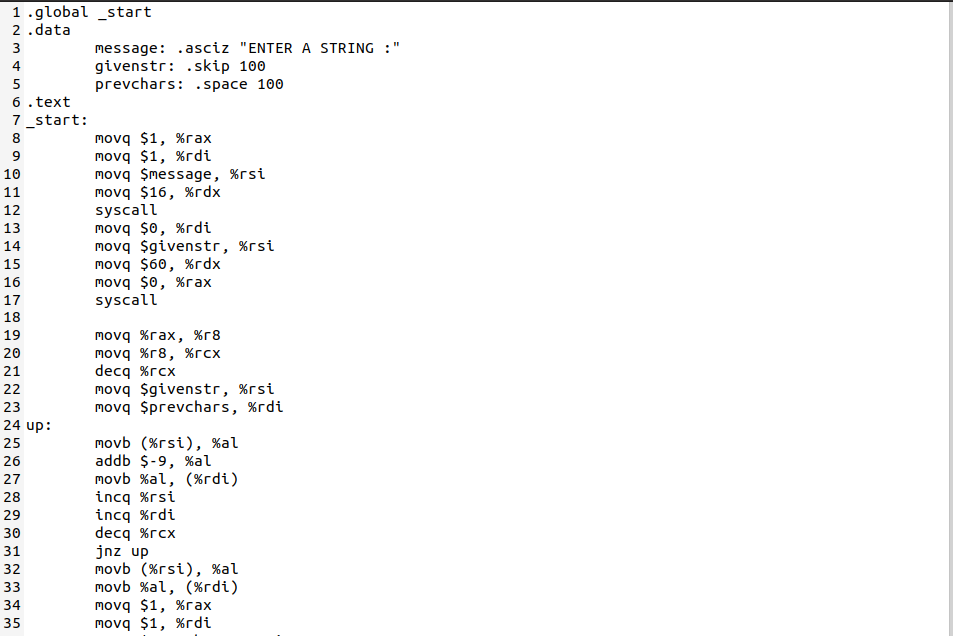 1 .global _start
2 .data
3 message: .asciz "ENTER A STRING :"
4 givenstr: .skip 100
5 prevchars: .space 100
6 .text
7 _start:
8 movq $1, %rax
9 movq $1, %rdi
10 movq $message, %rsi
11 movq $16, %rdx
12 syscall
13 movq $0, %rdi
14 movq $givenstr, %rsi
15 movq $60, %rdx
16 movq $0, %rax
17 syscall
18
19 movq %rax, %r8
20 movq %r8, %rcx
21 decq %rcx
22 movq $givenstr, %rsi
23 movq $prevchars, %rdi
24 up:
25 movb (%rsi), %al
26 addb $-9, %al
27 movb %al, (%rdi)
28 incq %rsi
29 incq %rdi
30 decq %rcx
31 jnz up
32 movb (%rsi), %al
33 movb %al, (%rdi)
34 movq $1, %rax
35 movq $1, %rdi